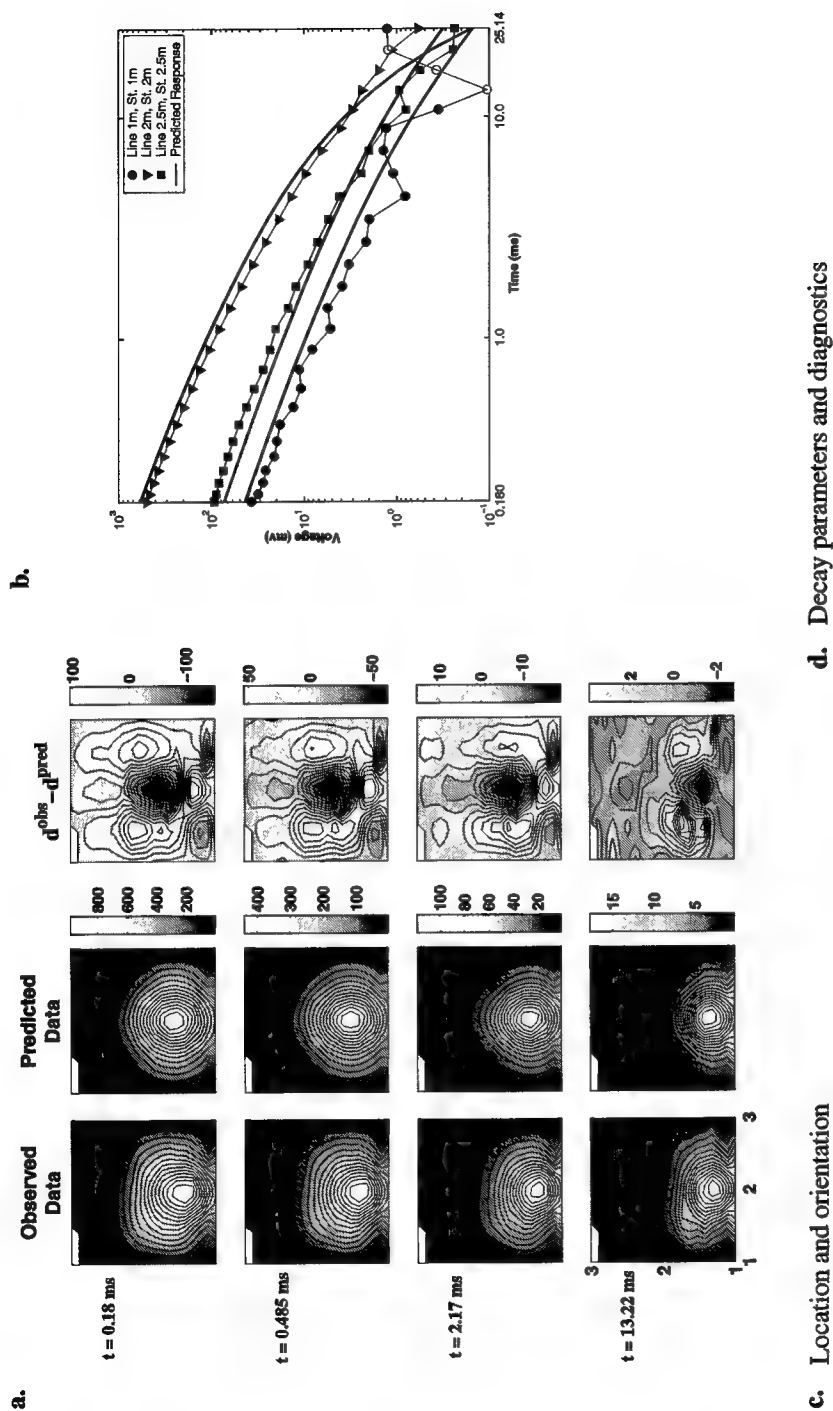 a.
Observed Data
Predicted Data
d^obs–d^pred
t = 0.18 ms
800
600
400
200
100
0
-100
t = 0.485 ms
400
300
200
100
50
0
-50
t = 2.17 ms
100
80
60
40
20
10
0
-10
t = 13.22 ms
3
2
1
1
2
3
15
10
5
2
0
-2
b.
Line 1m, St. 1m
Line 2m, St. 2m
Line 2.5m, St. 2.5m
Predicted Response
Voltage (mv)
10^3
10^2
10^1
10^0
10^-1
0.180
1.0
10.0
25.14
Time (ms)
c. Location and orientation
d. Decay parameters and diagnostics